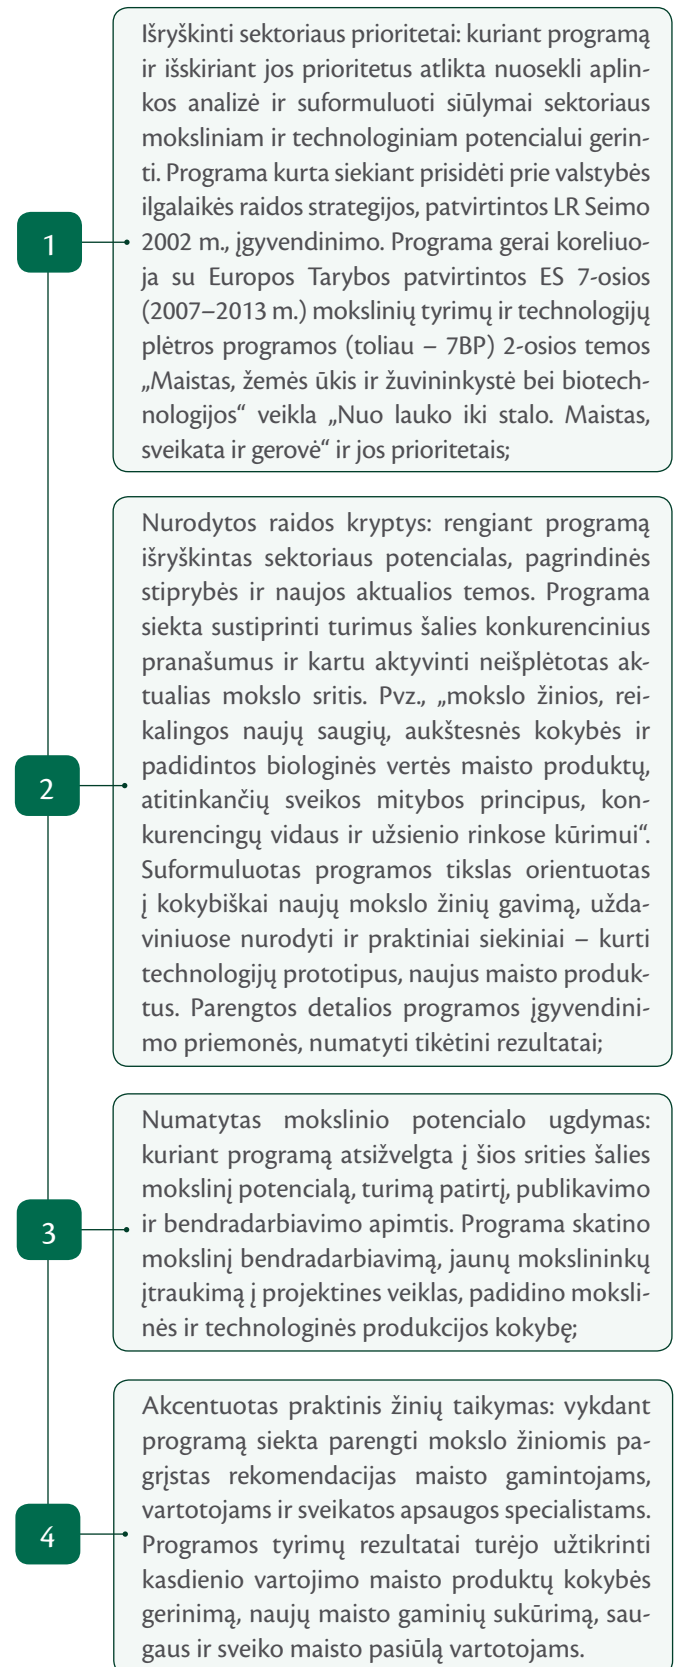 1
Išryškinti sektoriaus prioritetai: kuriant programą
ir išskiriant jos prioritetus atlikta nuosekli aplin-
kos analizė ir suformuluoti siūlymai sektoriaus
moksliniam ir technologiniam potencialui gerin-
ti. Programa kurta siekiant prisidėti prie valstybės
ilgalaikės raidos strategijos, patvirtintos LR Seimo
2002 m., įgyvendinimo. Programa gerai koreliuo-
ja su Europos Tarybos patvirtintos ES 7-osios
(2007–2013 m.) mokslinių tyrimų ir technologijų
plėtros programos (toliau – 7BP) 2-osios temos
„Maistas, žemės ūkis ir žuvininkystė bei biotech-
nologijos“ veikla „Nuo lauko iki stalo. Maistas,
sveikata ir gerovė“ ir jos prioritetais;
2
Nurodytos raidos kryptys: rengiant programą
išryškintas sektoriaus potencialas, pagrindinės
stiprybės ir naujos aktualios temos. Programa
siekta sustiprinti turimus šalies konkurencinius
pranašumus ir kartu aktyvinti neišplėtotas ak-
tualias mokslo sritis. Pvz., „mokslo žinios, rei-
kalingos naujų saugių, aukštesnės kokybės ir
padidintos biologinės vertės maisto produktų,
atitinkančių sveikos mitybos principus, kon-
kurencingų vidaus ir užsienio rinkose kūrimui“.
Suformuluotas programos tikslas orientuotas
į kokybiškai naujų mokslo žinių gavimą, užda-
viniuose nurodyti ir praktiniai siekiniai – kurti
technologijų prototipus, naujus maisto produk-
tus. Parengtos detalios programos įgyvendini-
mo priemonės, numatyti tikėtini rezultatai;
3
Numatytas mokslinio potencialo ugdymas:
kuriant programą atsižvelgta į šios srities šalies
mokslinį potencialą, turimą patirtį, publikavimo
ir bendradarbiavimo apimtis. Programa skatino
mokslinį bendradarbiavimą, jaunų mokslininkų
įtraukimą į projektines veiklas, padidino moksli-
nės ir technologinės produkcijos kokybę;
4
Akcentuotas praktinis žinių taikymas: vykdant
programą siekta parengti mokslo žiniomis pa-
grįstas rekomendacijas maisto gamintojams,
vartotojams ir sveikatos apsaugos specialistams.
Programos tyrimų rezultatai turėjo užtikrinti
kasdienio vartojimo maisto produktų kokybės
gerinimą, naujų maisto gaminių sukūrimą, sau-
gaus ir sveiko maisto pasiūlą vartotojams.